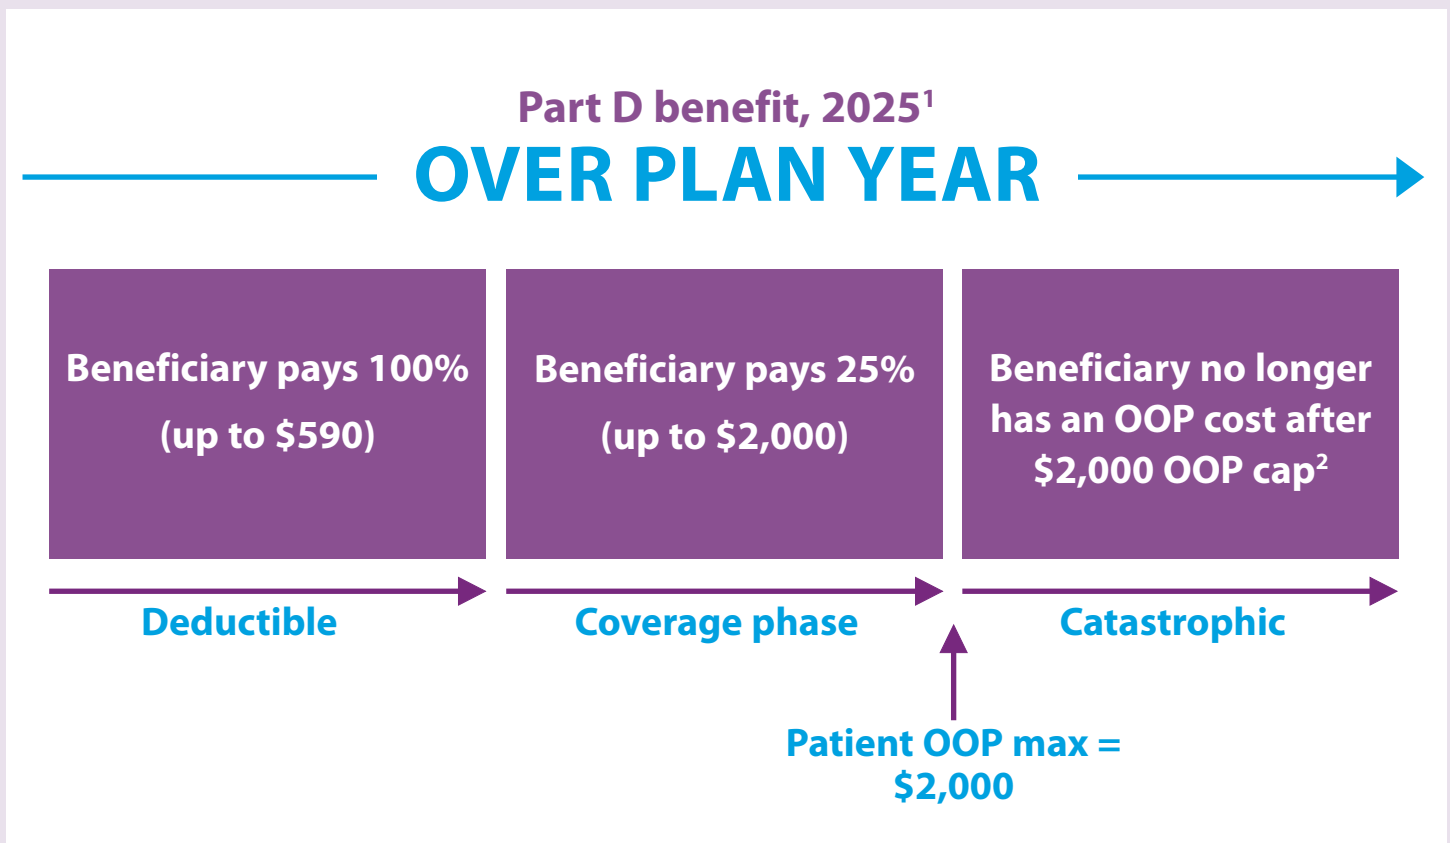 Part D benefit, 2025¹
OVER PLAN YEAR
Beneficiary pays 100%
(up to $590)
Beneficiary pays 25%
(up to $2,000)
Beneficiary no longer
has an OOP cost after
$2,000 OOP cap²
Deductible
Coverage phase
Catastrophic
Patient OOP max =
$2,000